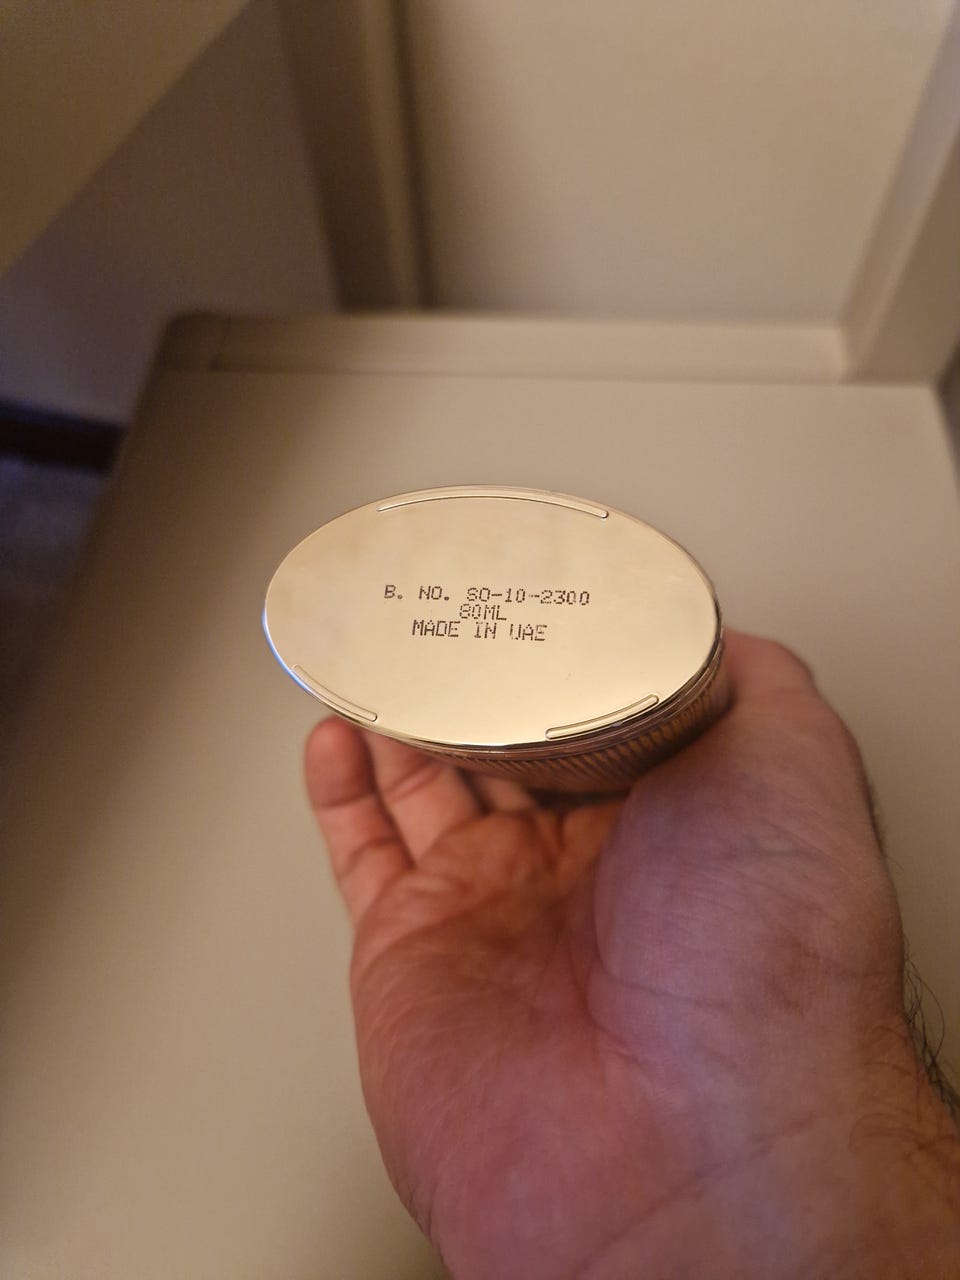 B. NO. SO-10-2300
80ML
MADE IN UAE